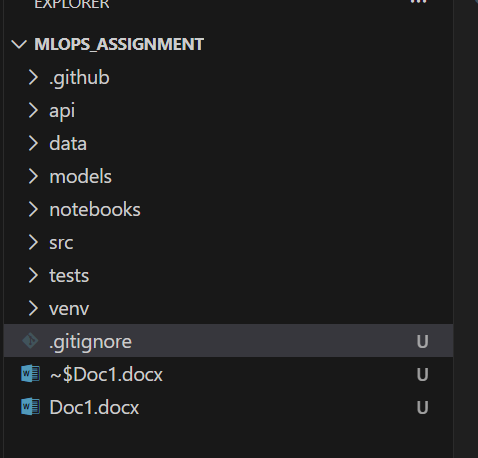 EXPLORER
MLOPS_ASSIGNMENT
.github
api
data
models
notebooks
src
tests
venv
.gitignore U
~$Doc1.docx U
Doc1.docx U